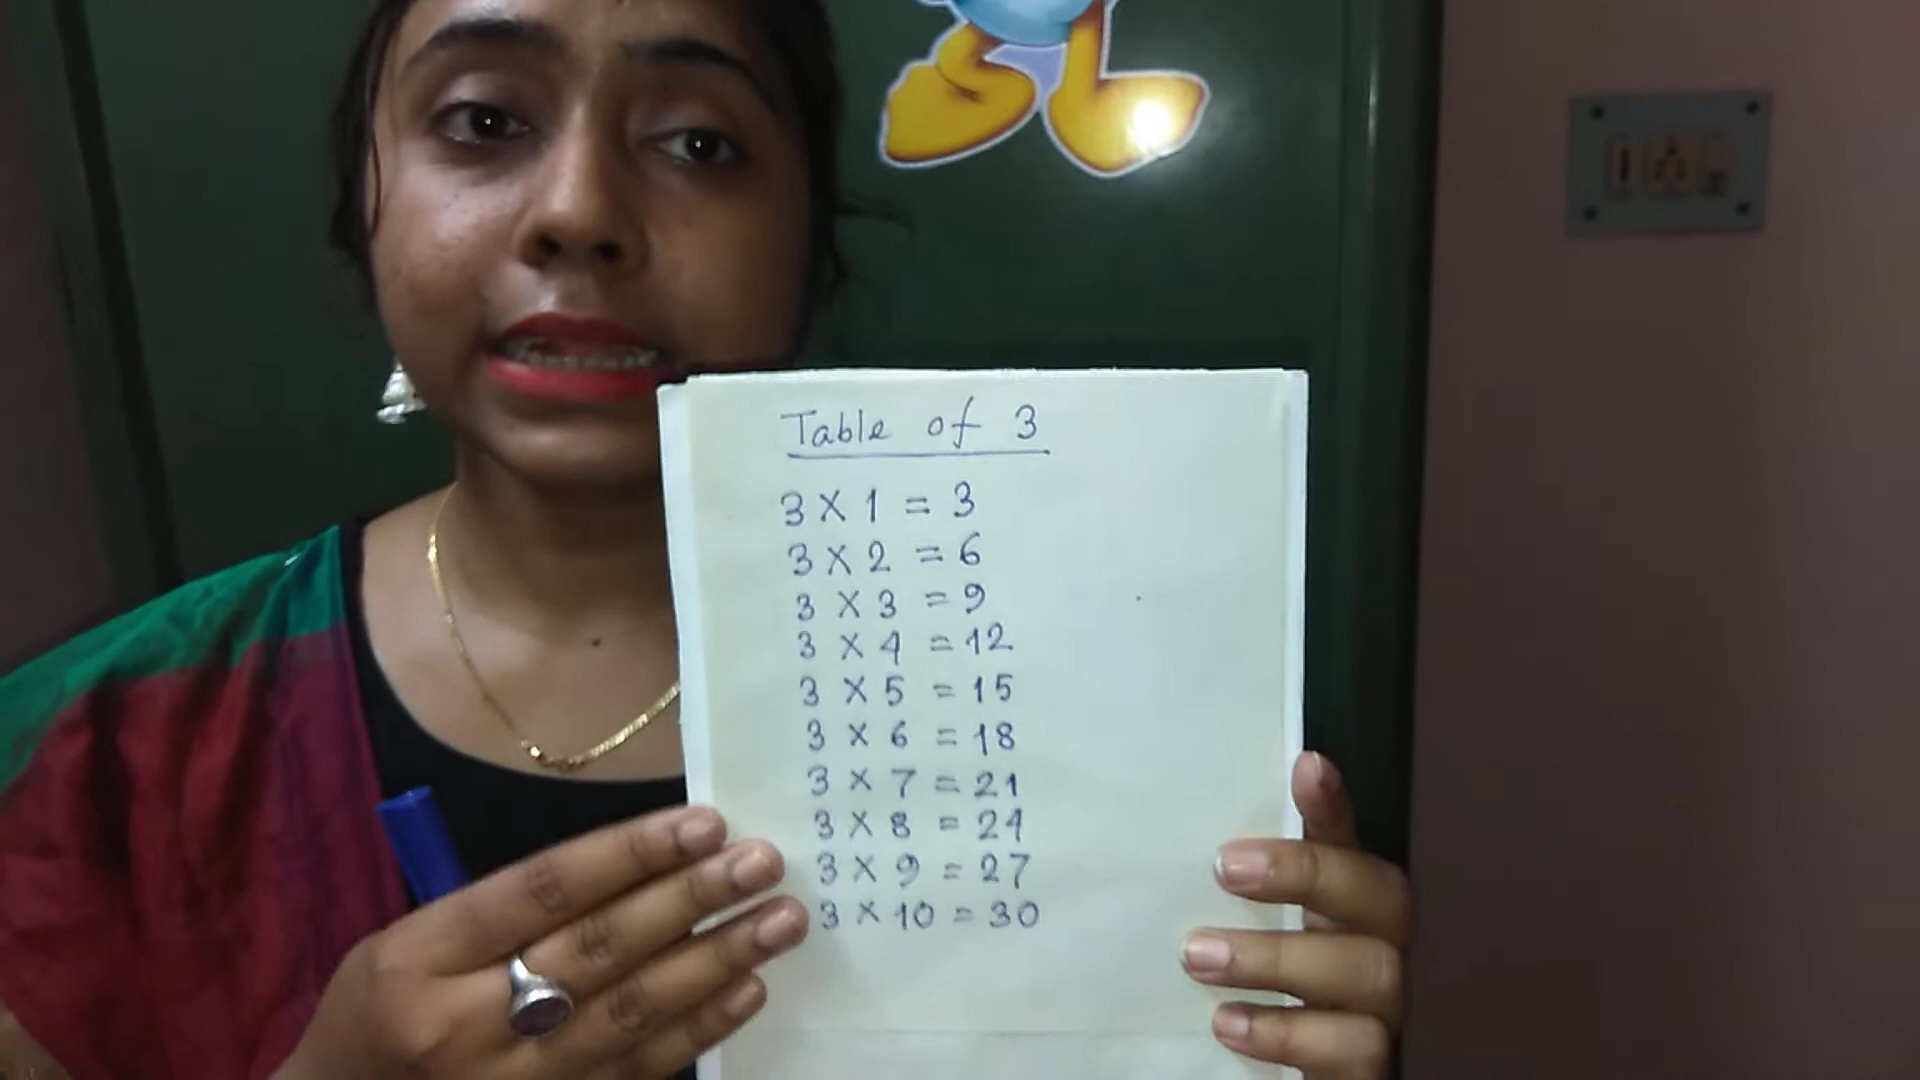 Table of 3
3 X 1 = 3
3 X 2 = 6
3 X 3 = 9
3 X 4 = 12
3 X 5 = 15
3 X 6 = 18
3 X 7 = 21
3 X 8 = 24
3 X 9 = 27
3 X 10 = 30